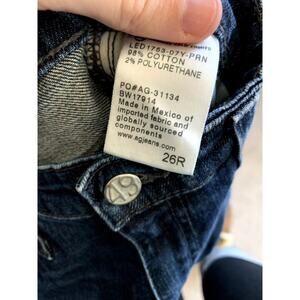 LED1763-07Y-PRN
98% COTTON
2% POLYURETHANE
PO#AG-31134
BW17914
Made in Mexico of
imported fabric and
globally sourced
components
www.agjeans.com
26R